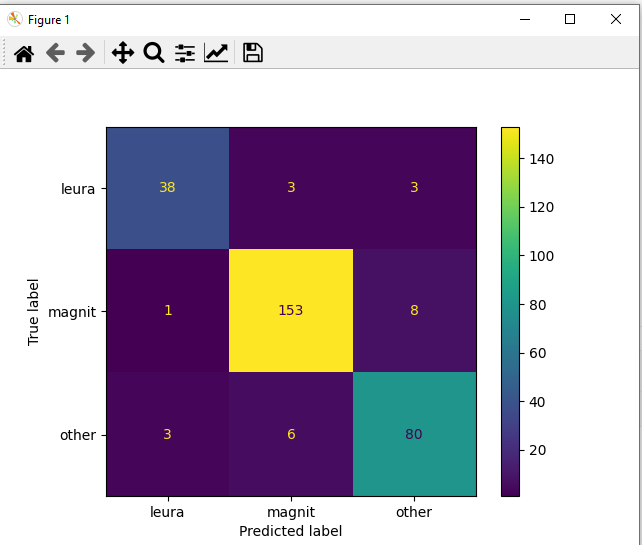 Figure 1
140
120
100
80
60
40
20
leura
38
3
3
True label
magnit
1
153
8
other
3
6
80
leura
magnit
other
Predicted label